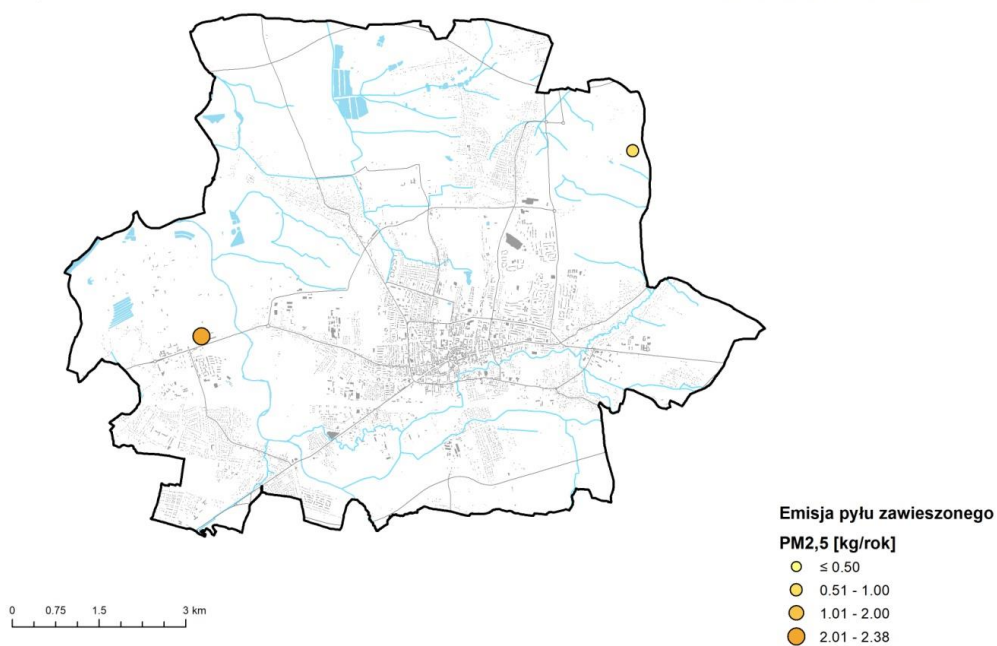 Emisja pyłu zawieszonego
PM2,5 [kg/rok]
≤ 0.50
0.51 - 1.00
1.01 - 2.00
2.01 - 2.38
0 0.75 1.5 3 km